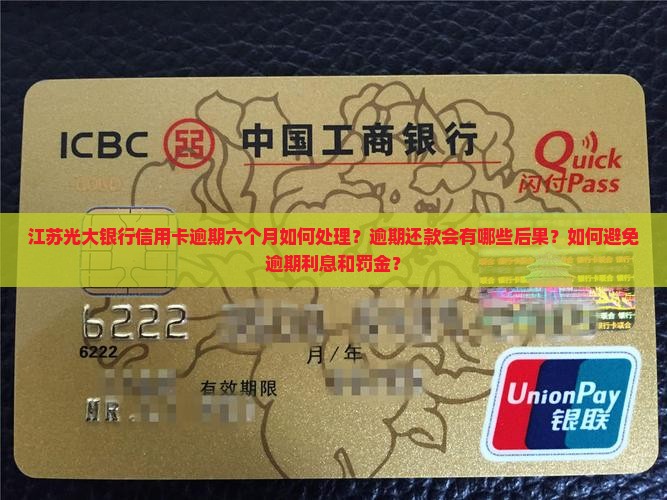 ICBC 中国工商银行
Quick
闪付Pass
江苏光大银行信用卡逾期六个月如何处理？逾期还款会有哪些后果？如何避免
逾期利息和罚金？
6222
6222
月/年
有效期限
MR.
UnionPay
银联